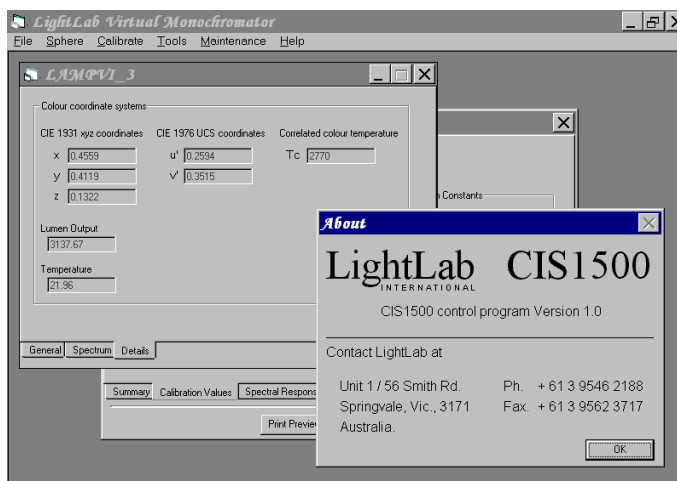 LightLab Virtual Monochromator
File Sphere Calibrate Tools Maintenance Help
LAMPVI_3
Colour coordinate systems
CIE 1931 xyz coordinates CIE 1976 UCS coordinates Correlated colour temperature
x 0.4559 u' 0.2594 Tc 2770
y 0.4119 v' 0.3515
z 0.1322
Lumen Output
3137.67
Temperature
21.96
General Spectrum Details
Constants
Summary Calibration Values Spectral Respons
Print Preview
About
LightLab CIS1500
INTERNATIONAL
CIS1500 control program Version 1.0
Contact LightLab at
Unit 1 / 56 Smith Rd. Ph. + 61 3 9546 2188
Springvale, Vic., 3171 Fax. + 61 3 9562 3717
Australia.
OK